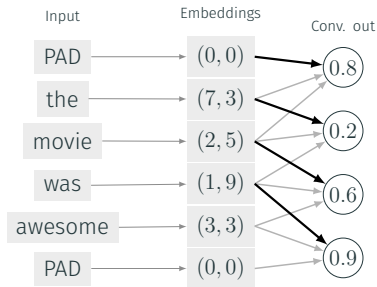 Input Embeddings Conv. out
PAD (0, 0) 0.8
the (7, 3)
movie (2, 5) 0.2
was (1, 9) 0.6
awesome (3, 3)
PAD (0, 0) 0.9